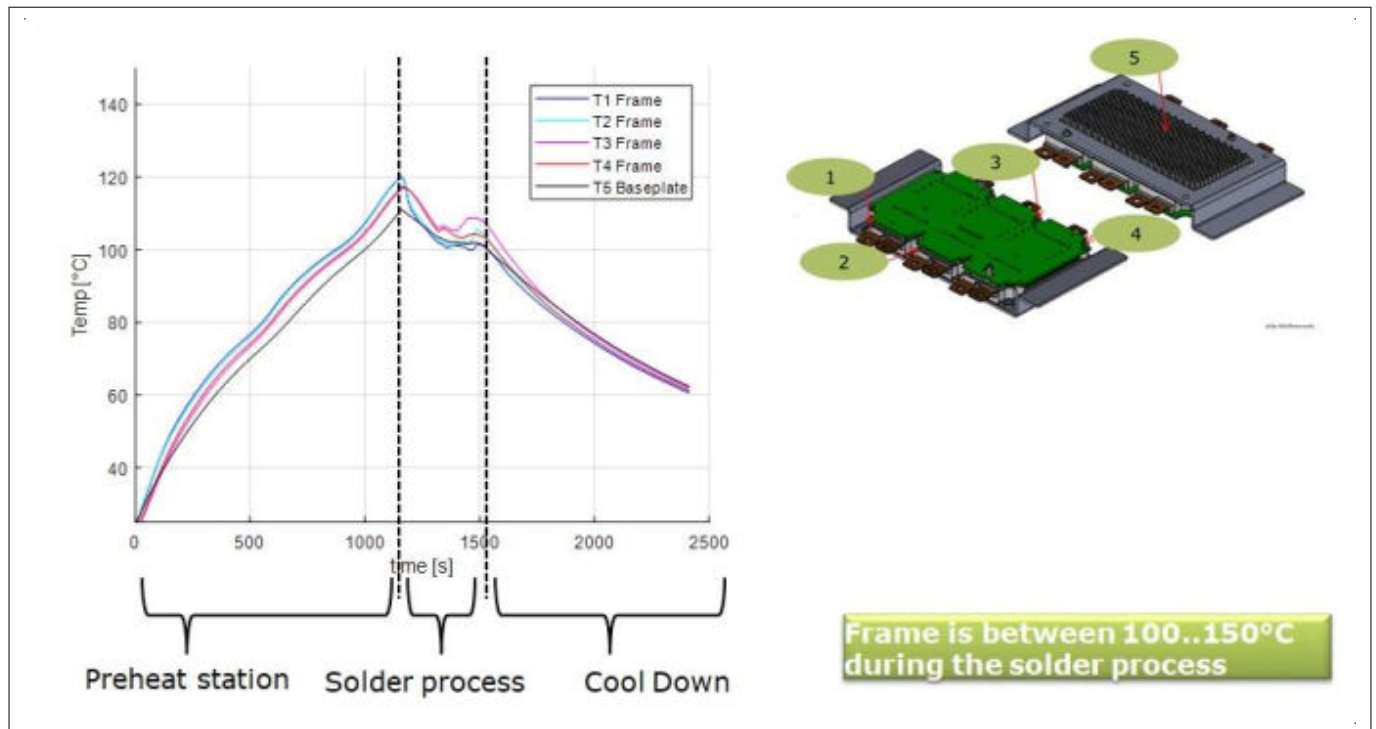 140
120
100
80
60
40
Temp [°C]
0
500
1000
1500
2000
2500
time [s]
T1 Frame
T2 Frame
T3 Frame
T4 Frame
T5 Baseplate
Preheat station
Solder process
Cool Down
5
3
1
4
2
Frame is between 100..150°C
during the solder process